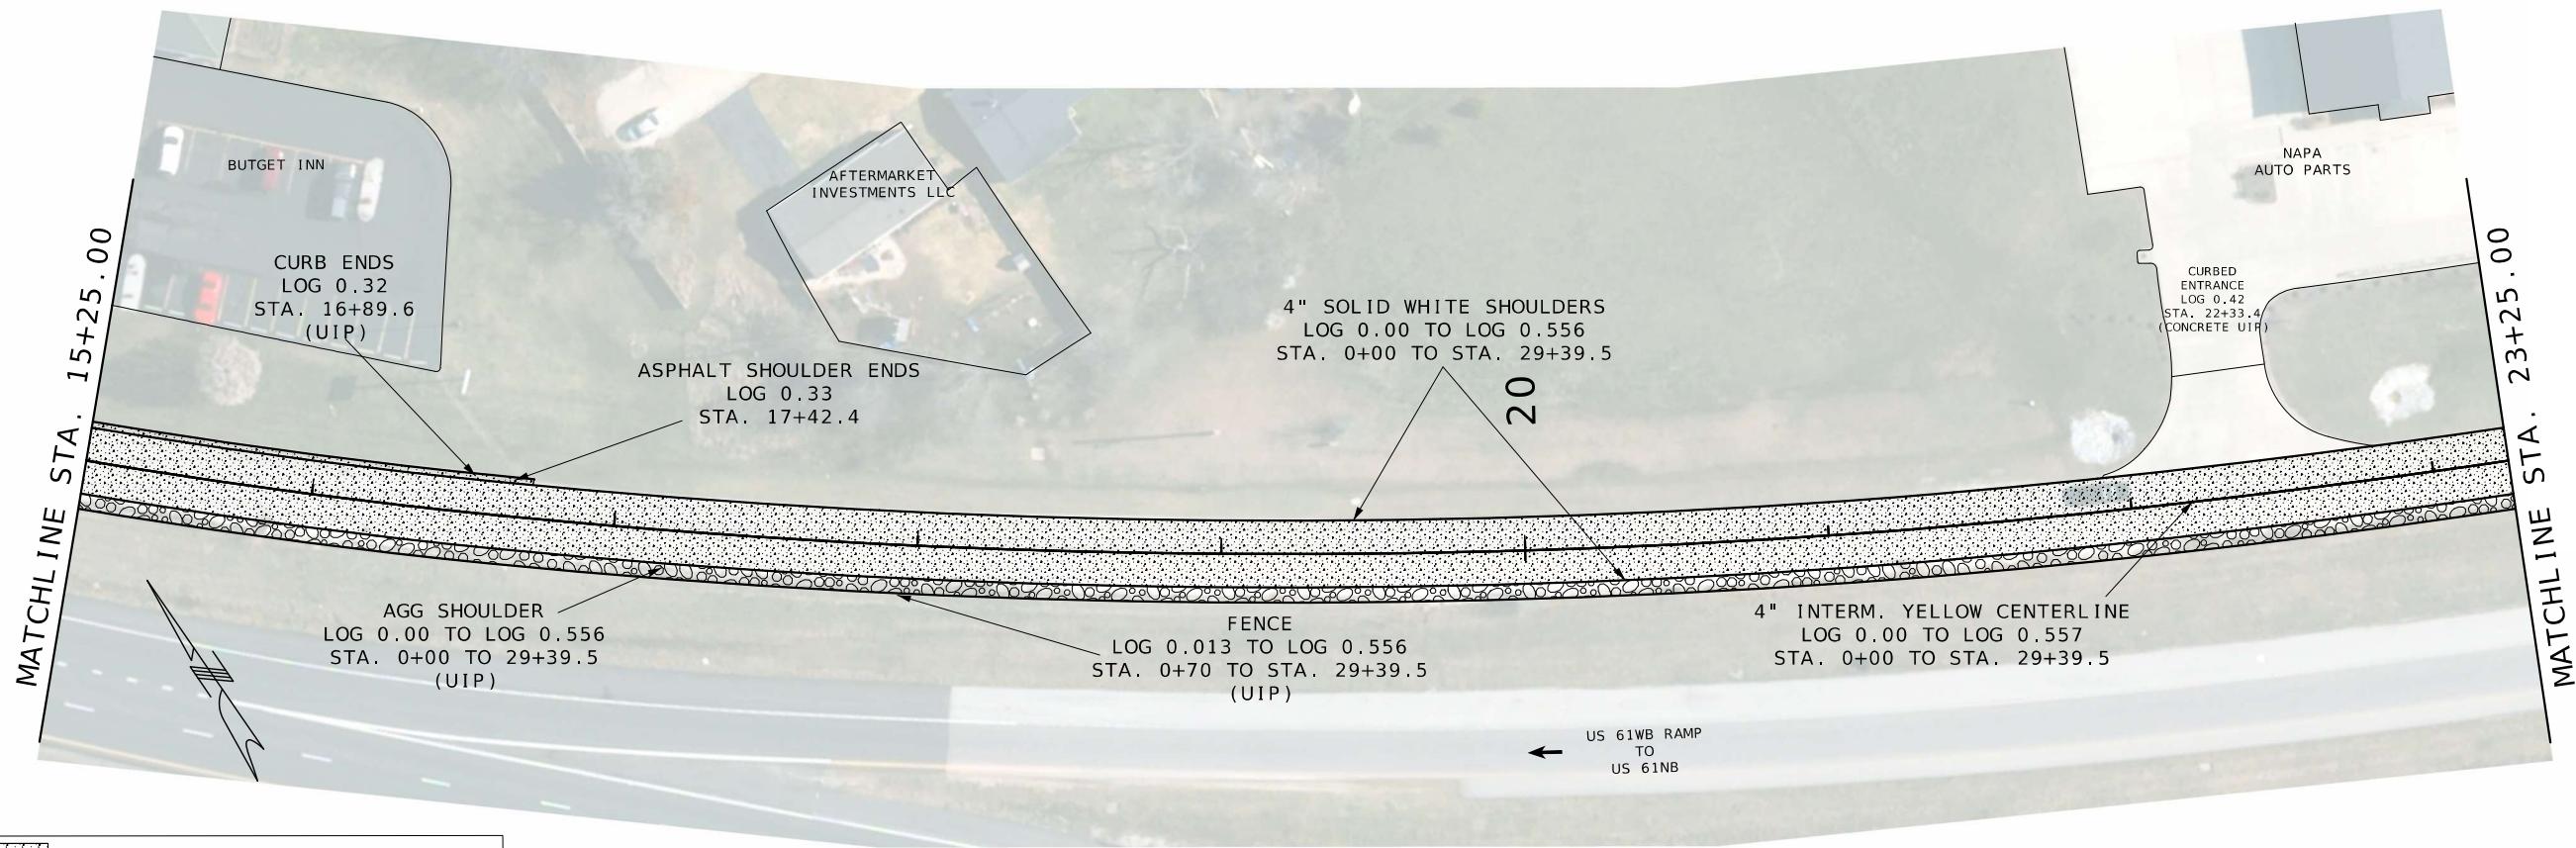 BUTGET INN
AFTERMARKET
INVESTMENTS LLC
NAPA
AUTO PARTS
MATCHLINE STA. 15+25.00
CURB ENDS
LOG 0.32
STA. 16+89.6
(UIP)
ASPHALT SHOULDER ENDS
LOG 0.33
STA. 17+42.4
4" SOLID WHITE SHOULDERS
LOG 0.00 TO LOG 0.556
STA. 0+00 TO STA. 29+39.5
20
CURBED
ENTRANCE
LOG 0.42
STA. 22+33.4
(CONCRETE UIP)
MATCHLINE STA. 23+25.00
AGG SHOULDER
LOG 0.00 TO LOG 0.556
STA. 0+00 TO 29+39.5
(UIP)
FENCE
LOG 0.013 TO LOG 0.556
STA. 0+70 TO STA. 29+39.5
(UIP)
4" INTERM. YELLOW CENTERLINE
LOG 0.00 TO LOG 0.557
STA. 0+00 TO STA. 29+39.5
US 61WB RAMP
TO
US 61NB